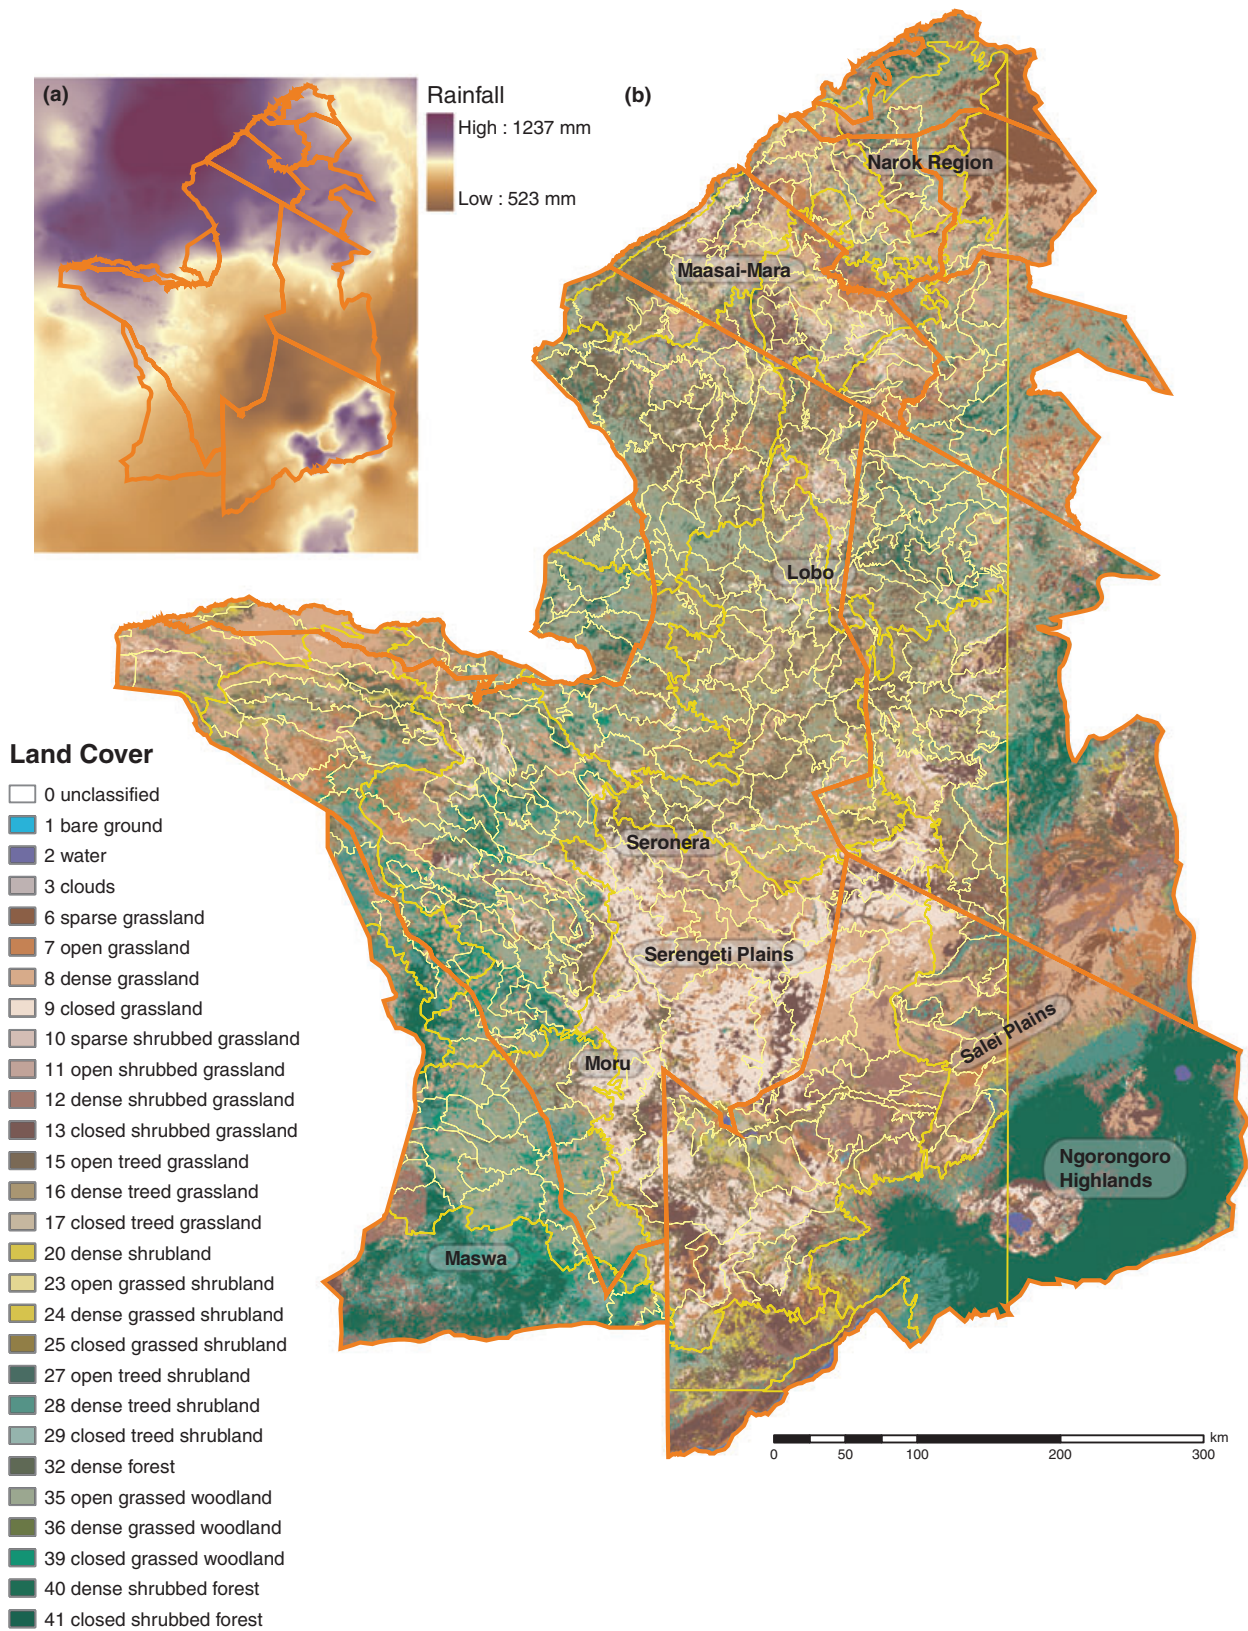 (a)
Rainfall
High : 1237 mm
Low : 523 mm
(b)
Narok Region
Maasai-Mara
Lobo
Seronera
Serengeti Plains
Salei Plains
Moru
Ngorongoro
Highlands
Maswa
Land Cover
0 unclassified
1 bare ground
2 water
3 clouds
6 sparse grassland
7 open grassland
8 dense grassland
9 closed grassland
10 sparse shrubbed grassland
11 open shrubbed grassland
12 dense shrubbed grassland
13 closed shrubbed grassland
15 open treed grassland
16 dense treed grassland
17 closed treed grassland
20 dense shrubland
23 open grassed shrubland
24 dense grassed shrubland
25 closed grassed shrubland
27 open treed shrubland
28 dense treed shrubland
29 closed treed shrubland
32 dense forest
35 open grassed woodland
36 dense grassed woodland
39 closed grassed woodland
40 dense shrubbed forest
41 closed shrubbed forest
km
0 50 100 200 300